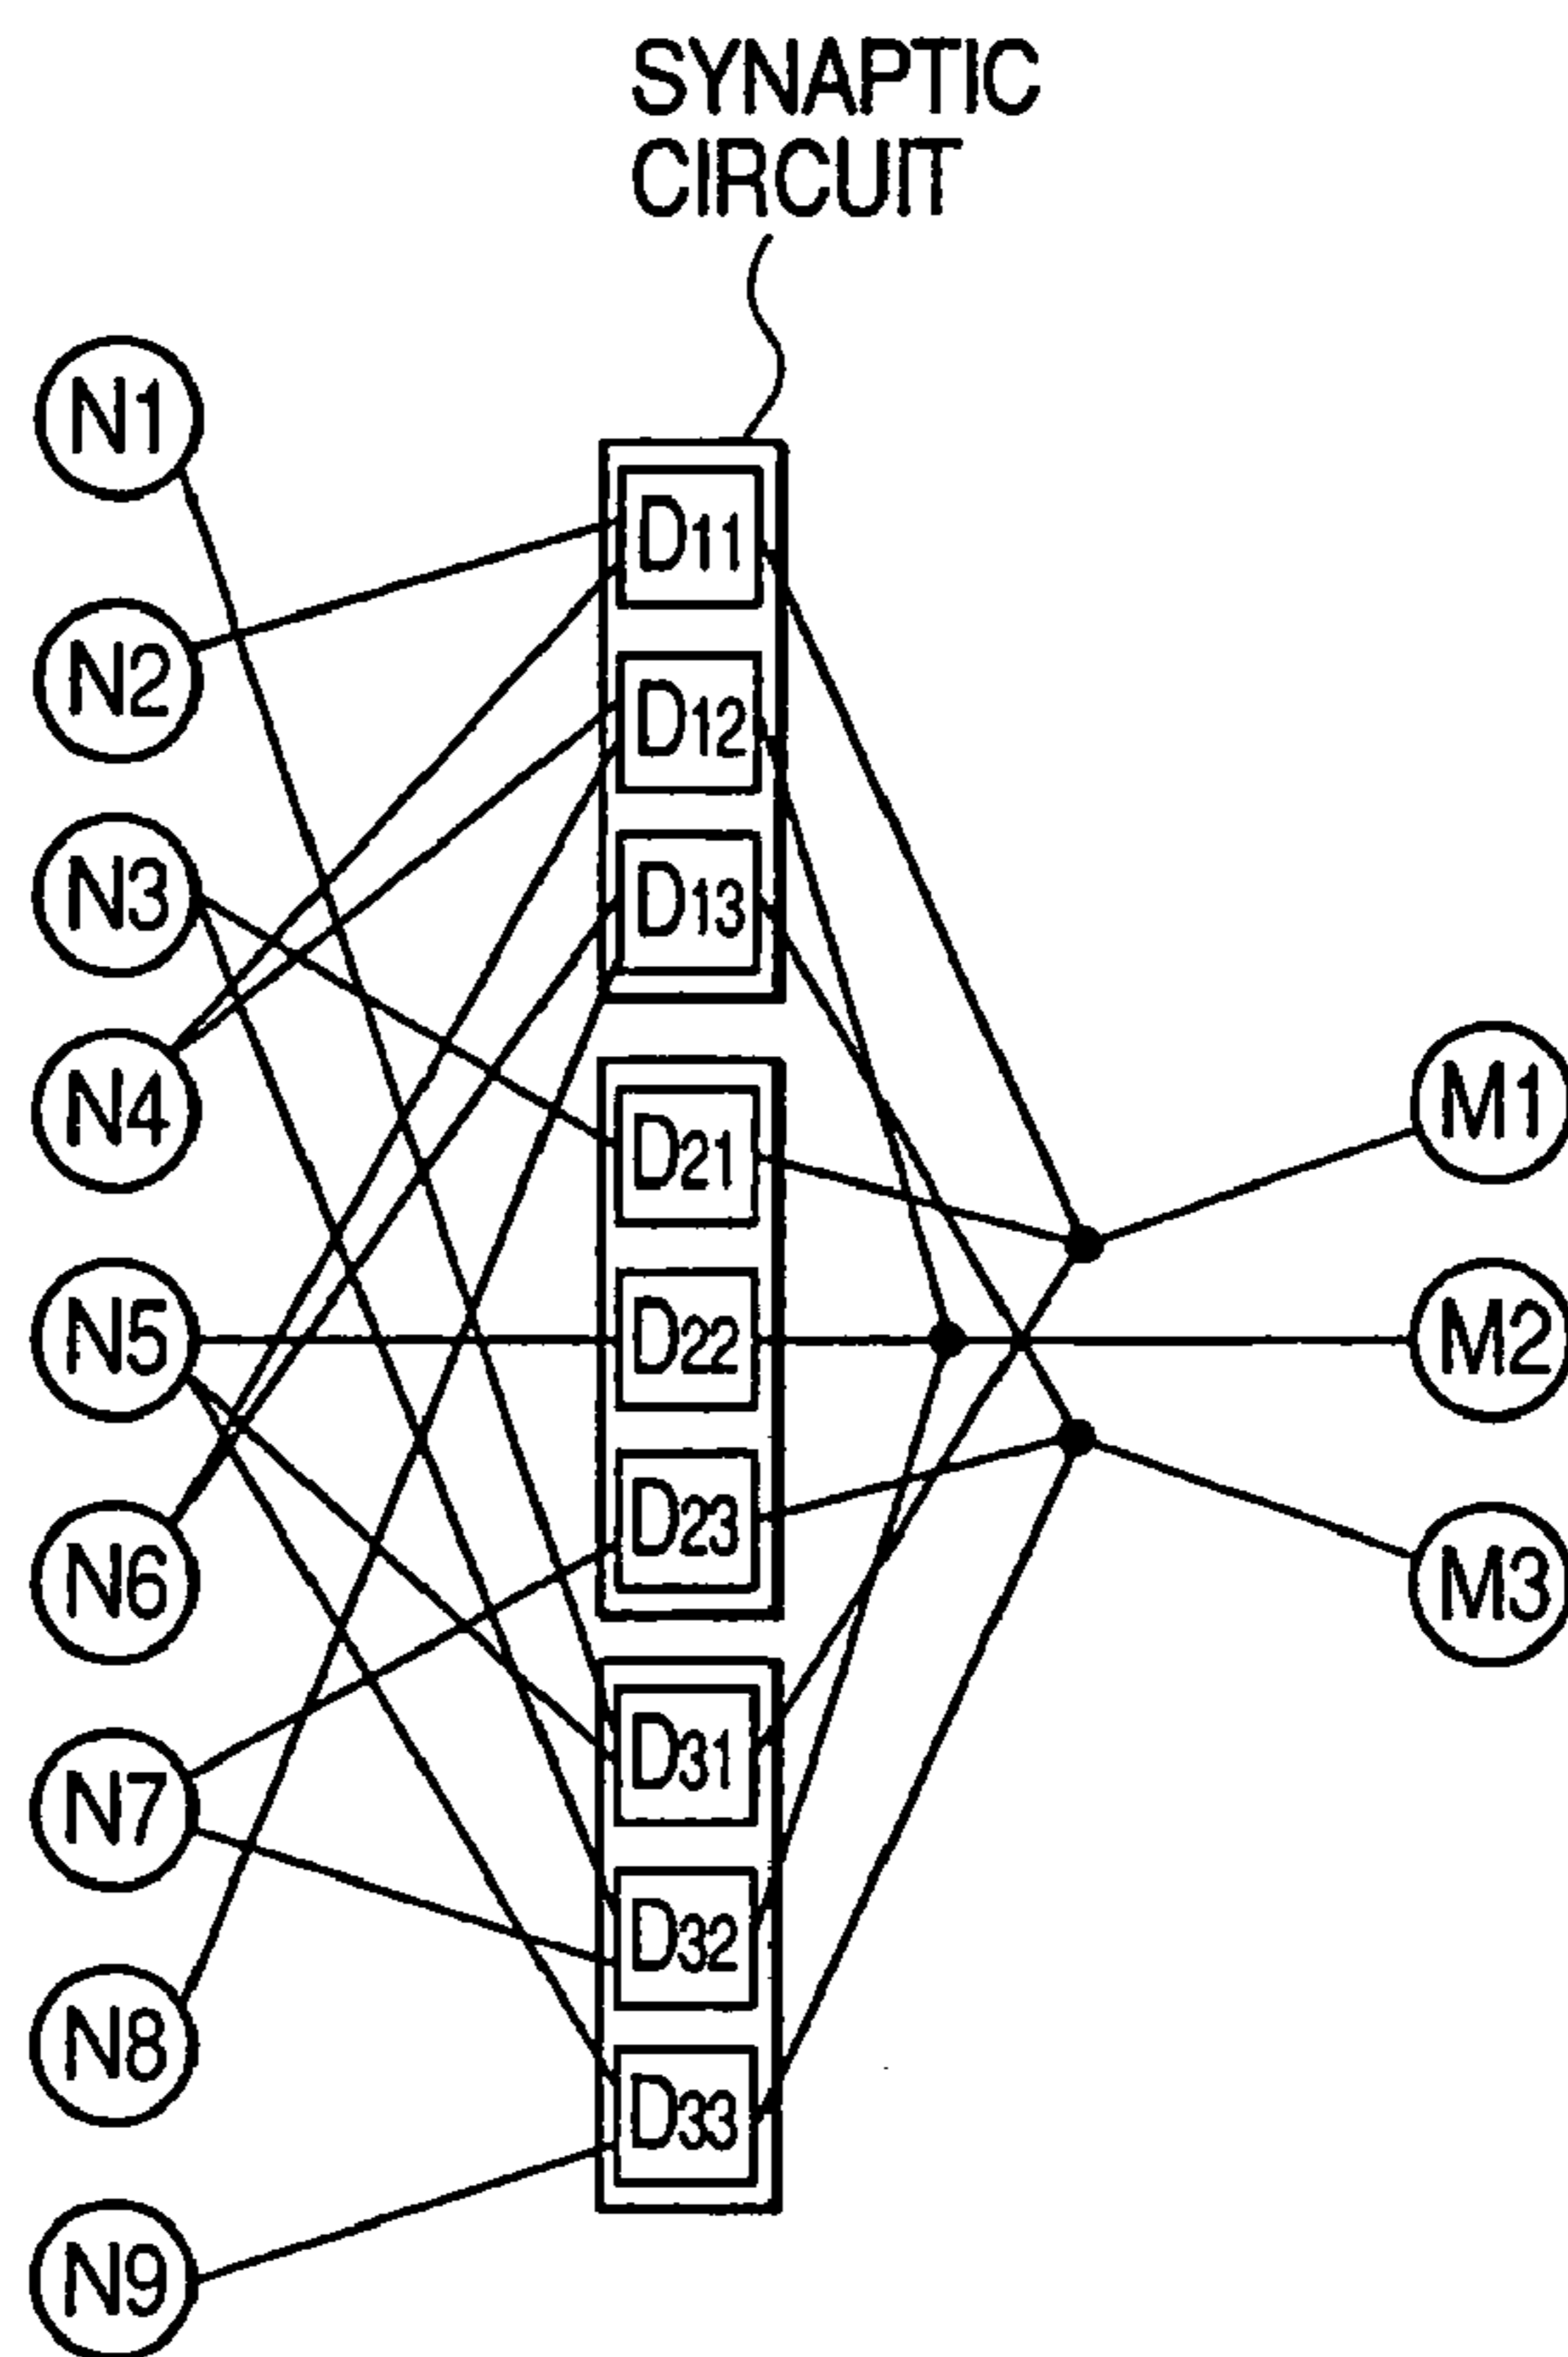 SYNAPTIC
CIRCUIT
N1
N2
N3
N4
N5
N6
N7
N8
N9
D11
D12
D13
D21
D22
D23
D31
D32
D33
M1
M2
M3